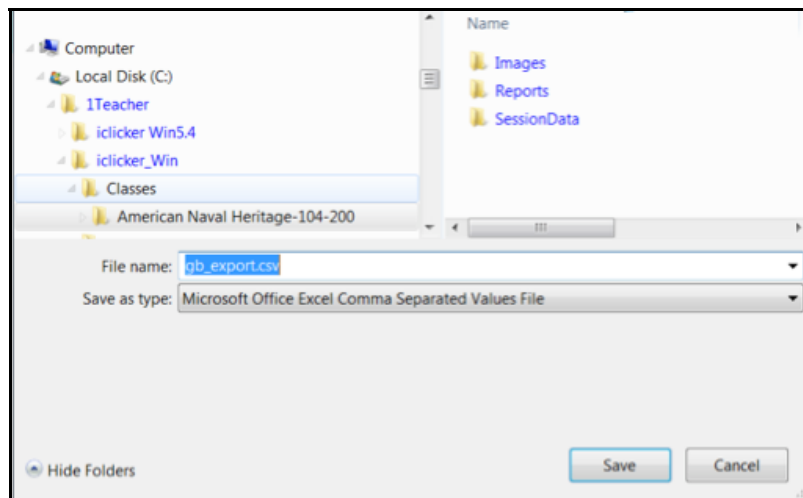 Computer
Local Disk (C:)
1Teacher
iclicker Win5.4
iclicker_Win
Classes
American Naval Heritage-104-200
Name
Images
Reports
SessionData
File name: gb_export.csv
Save as type: Microsoft Office Excel Comma Separated Values File
Hide Folders
Save
Cancel